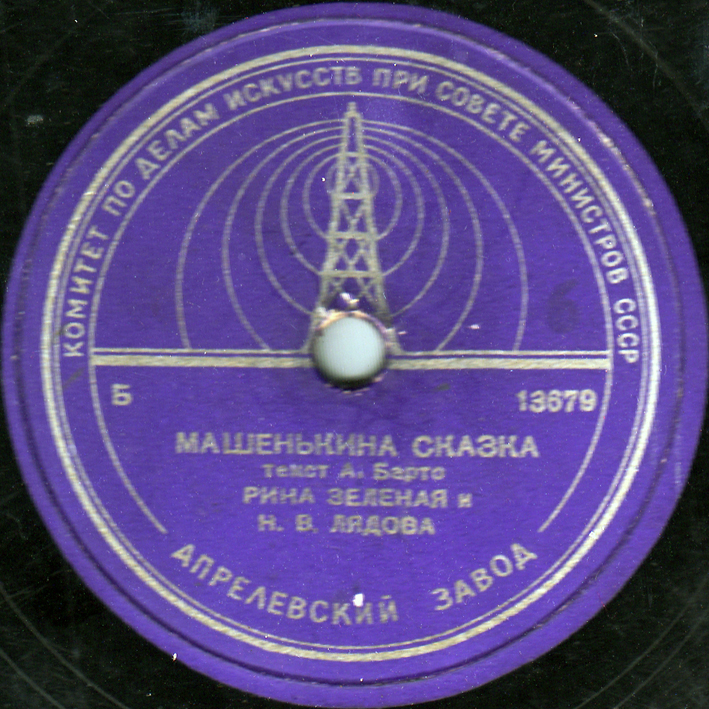 КОМИТЕТ ПО ДЕЛАМ ИСКУССТВ ПРИ СОВЕТЕ МИНИСТРОВ СССР
Б 13679
МАШЕНЬКИНА СКАЗКА
текст А. Барто
РИНА ЗЕЛЕНАЯ и
Н. В. ЛЯДОВА
АПРЕЛЕВСКИЙ ЗАВОД